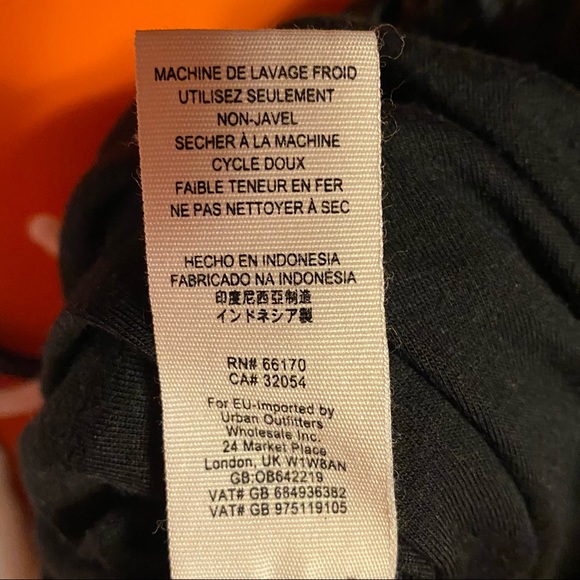 MACHINE DE LAVAGE FROID
UTILISEZ SEULEMENT
NON-JAVEL
SECHER À LA MACHINE
CYCLE DOUX
FAIBLE TENEUR EN FER
NE PAS NETTOYER À SEC
HECHO EN INDONESIA
FABRICADO NA INDONÉSIA
印度尼西亞制造
インドネシア製
RN# 66170
CA# 32054
For EU-Imported by
Urban Outfitters
Wholesale Inc.
24 Market Place
London, UK W1W8AN
GB:OB642219
VAT# GB 684936382
VAT# GB 975119105